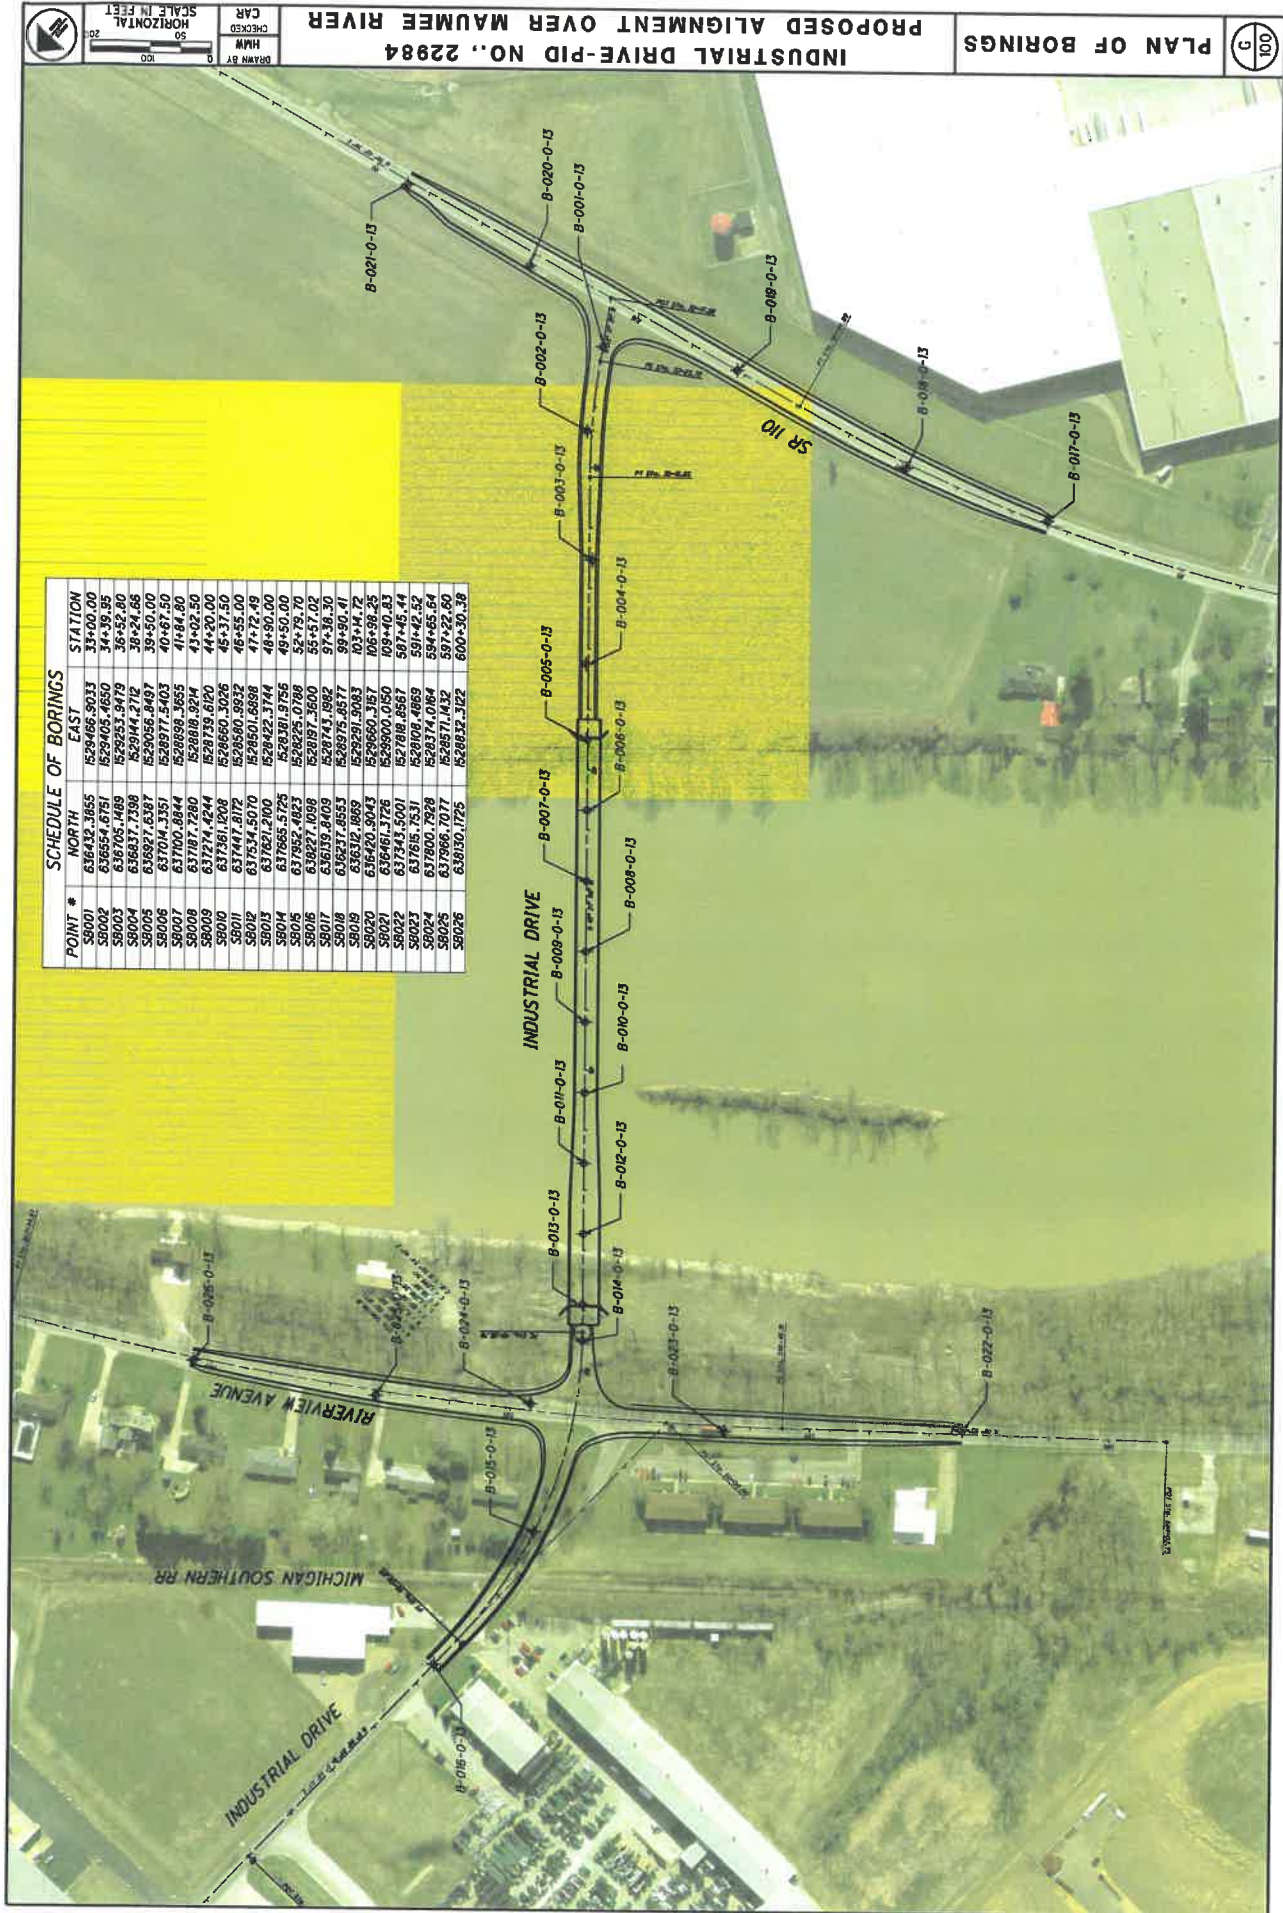 G
100
PLAN OF BORINGS
INDUSTRIAL DRIVE-PID NO., 22984
PROPOSED ALIGNMENT OVER MAUMEE RIVER
DRAWN BY
HMW
CHECKED
CAR
0 100
50
HORIZONTAL
SCALE IN FEET
SCHEDULE OF BORINGS
POINT # NORTH EAST STATION
SB001 636432.3855 1529466.9033 33+00.00
SB002 636554.6751 1529405.4650 34+39.95
SB003 636705.1489 1529253.9479 36+52.80
SB004 636837.7398 1529144.2712 38+24.66
SB005 636927.6387 1529056.8497 39+50.00
SB006 637014.3351 1528977.5403 40+67.50
SB007 637100.8844 1528898.3655 41+84.80
SB008 637187.7280 1528818.9214 43+02.50
SB009 637274.4244 1528739.6120 44+20.00
SB010 637361.1208 1528660.3026 45+37.50
SB011 637447.8172 1528580.9932 46+55.00
SB012 637534.5070 1528501.6898 47+72.49
SB013 637621.2100 1528422.3744 48+90.00
SB014 637665.5725 1528381.9756 49+50.00
SB015 637952.4823 1528225.0788 52+79.70
SB016 638227.1098 1528197.3600 55+57.02
SB017 636139.8409 1528743.1982 97+38.30
SB018 636237.8553 1528975.8577 99+90.41
SB019 636312.1869 1529291.9083 103+14.72
SB020 636420.9043 1529660.3157 106+98.25
SB021 636461.3726 1529900.0150 109+40.83
SB022 637343.5001 1527818.8567 587+45.44
SB023 637615.7531 1528108.4869 591+42.52
SB024 637800.7928 1528374.0164 594+65.64
SB025 637966.7077 1528671.1432 597+22.60
SB026 638130.1725 1528832.3122 600+30.38
B-021-0-13
B-020-0-13
B-001-0-13
B-002-0-13
B-019-0-13
B-018-0-13
B-017-0-13
SR 110
B-003-0-13
B-004-0-13
B-005-0-13
B-006-0-13
B-007-0-13
B-008-0-13
INDUSTRIAL DRIVE
B-009-0-13
B-010-0-13
B-011-0-13
B-012-0-13
B-013-0-13
B-014-0-13
B-026-0-13
B-025-0-13
B-024-0-13
B-023-0-13
B-022-0-13
RIVERVIEW AVENUE
B-015-0-13
MICHIGAN SOUTHERN RR
B-016-0-13
INDUSTRIAL DRIVE